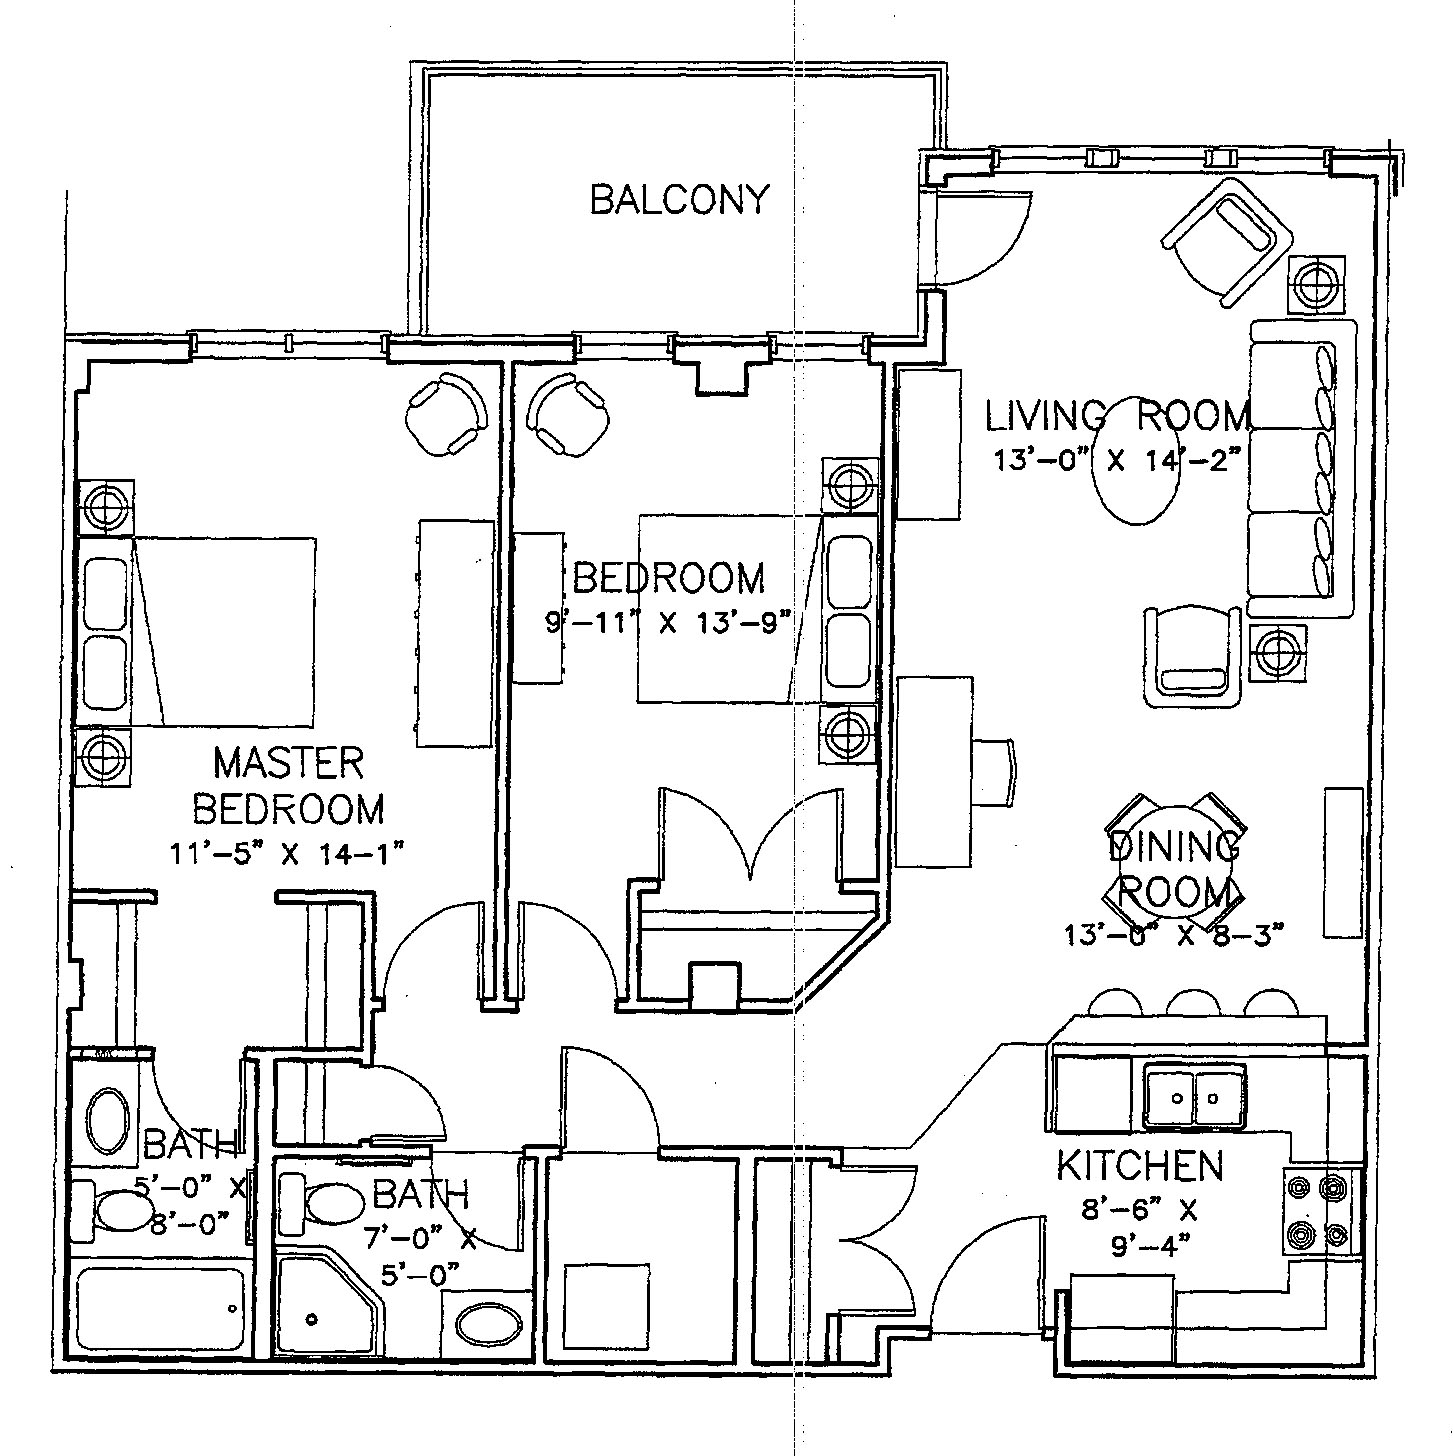 BALCONY
LIVING ROOM
13'-0" X 14'-2"
BEDROOM
9'-11" X 13'-9"
MASTER
BEDROOM
11'-5" X 14-1"
DINING
ROOM
13'-0" X 8-3"
BATH
5'-0" X
8'-0"
BATH
7'-0" X
5'-0"
KITCHEN
8'-6" X
9'-4"